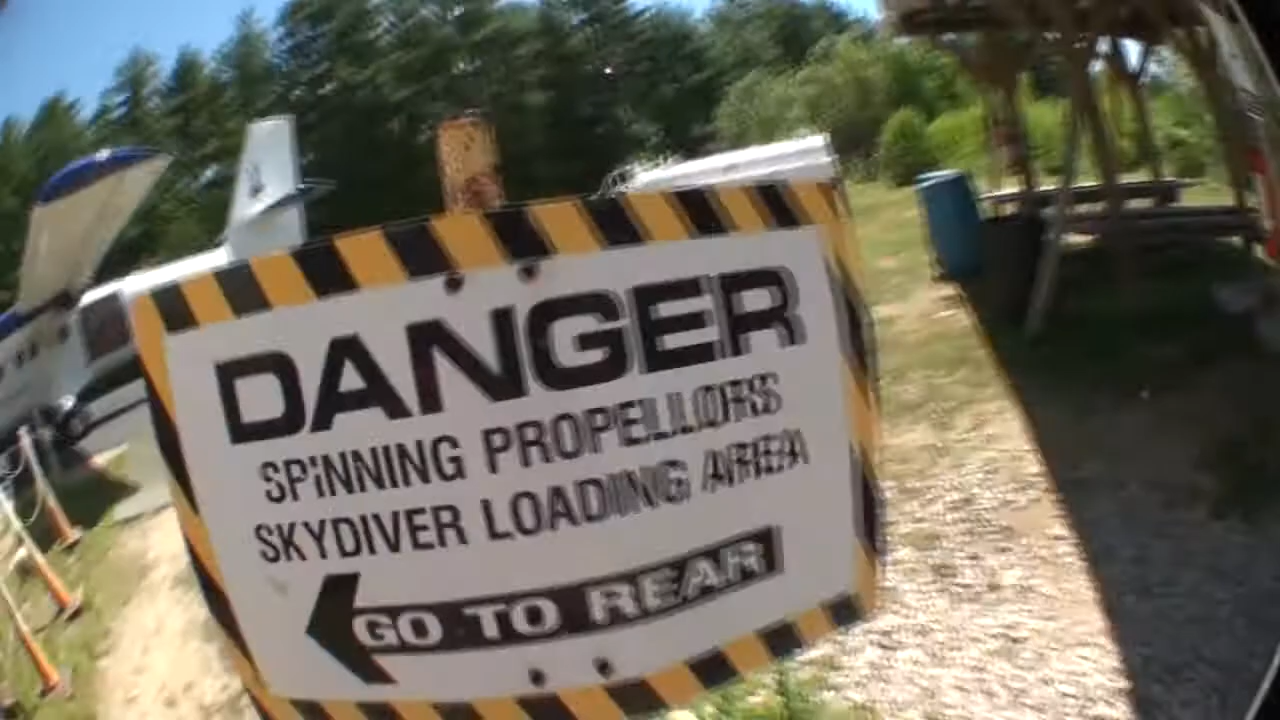 DANGER
SPINNING PROPELLORS
SKYDIVER LOADING AREA
GO TO REAR